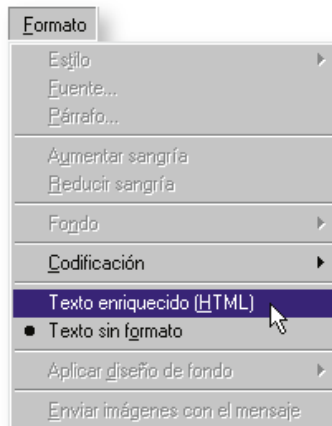 Formato
Estilo
Fuente...
Párrafo...
Aumentar sangría
Reducir sangría
Fondo
Codificación
Texto enriquecido (HTML)
Texto sin formato
Aplicar diseño de fondo
Enviar imágenes con el mensaje